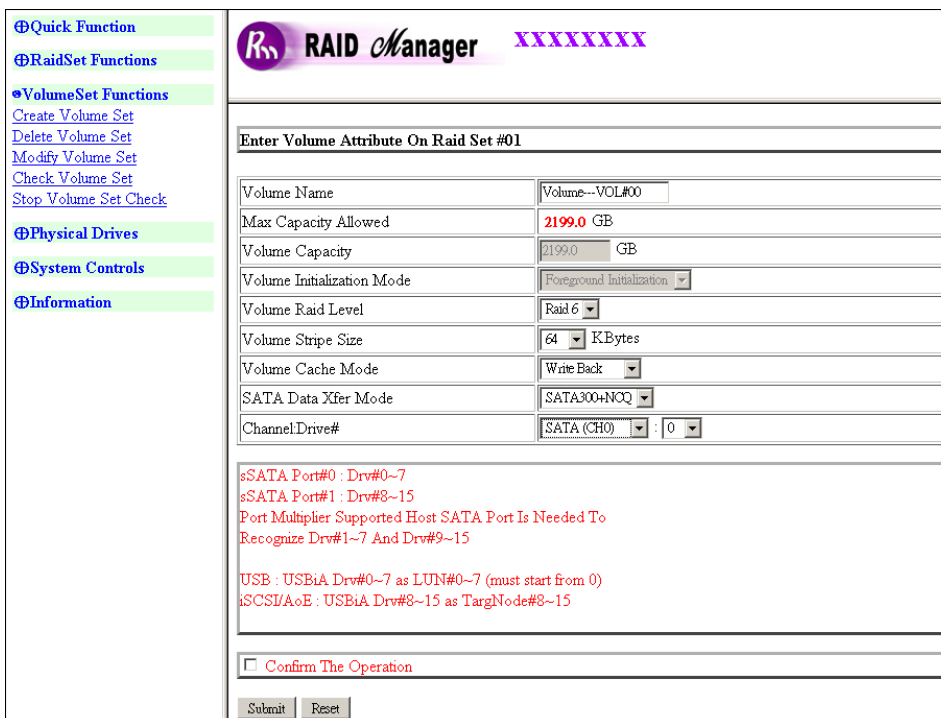 ⊕Quick Function
⊕RaidSet Functions
VolumeSet Functions
Create Volume Set
Delete Volume Set
Modify Volume Set
Check Volume Set
Stop Volume Set Check
⊕Physical Drives
⊕System Controls
⊕Information
Rm RAID Manager XXXXXXXX
Enter Volume Attribute On Raid Set #01
Volume Name Volume---VOL#00
Max Capacity Allowed 2199.0 GB
Volume Capacity 2199.0 GB
Volume Initialization Mode Foreground Initialization
Volume Raid Level Raid 6
Volume Stripe Size 64 KBytes
Volume Cache Mode Write Back
SATA Data Xfer Mode SATA300+NCQ
Channel:Drive# SATA (CH0) : 0
sSATA Port#0 : Drv#0~7
sSATA Port#1 : Drv#8~15
Port Multiplier Supported Host SATA Port Is Needed To
Recognize Drv#1~7 And Drv#9~15
USB : USBiA Drv#0~7 as LUN#0~7 (must start from 0)
iSCSI/AoE : USBiA Drv#8~15 as TargNode#8~15
Confirm The Operation
Submit Reset